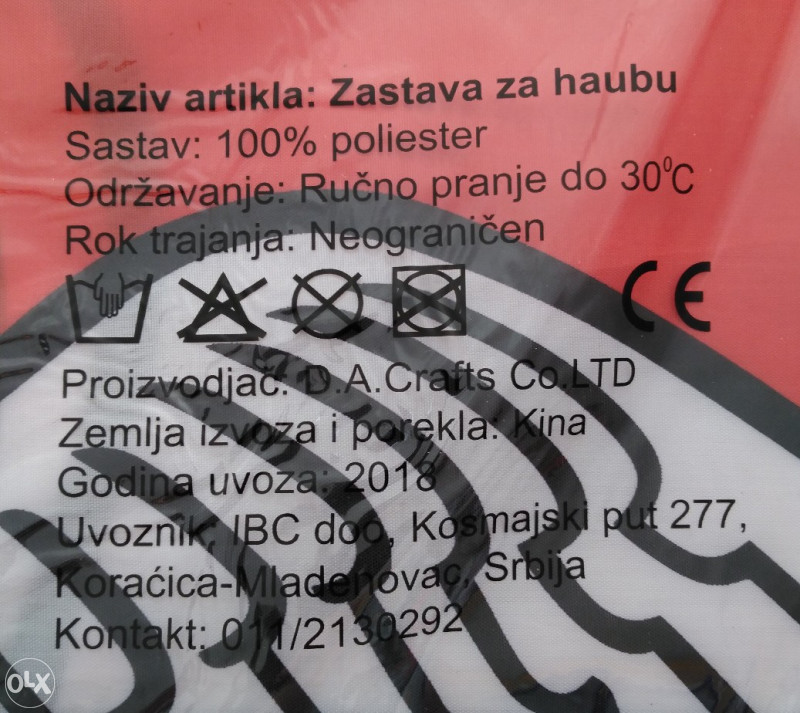 Naziv artikla: Zastava za haubu
Sastav: 100% poliester
Održavanje: Ručno pranje do 30°C
Rok trajanja: Neograničen
CE
Proizvodjač: D.A.Crafts Co.LTD
Zemlja izvoza i porekla: Kina
Godina uvoza: 2018
Uvoznik: IBC doo, Kosmajski put 277,
Koraćica-Mladenovac, Srbija
Kontakt: 011/2130292
OLX